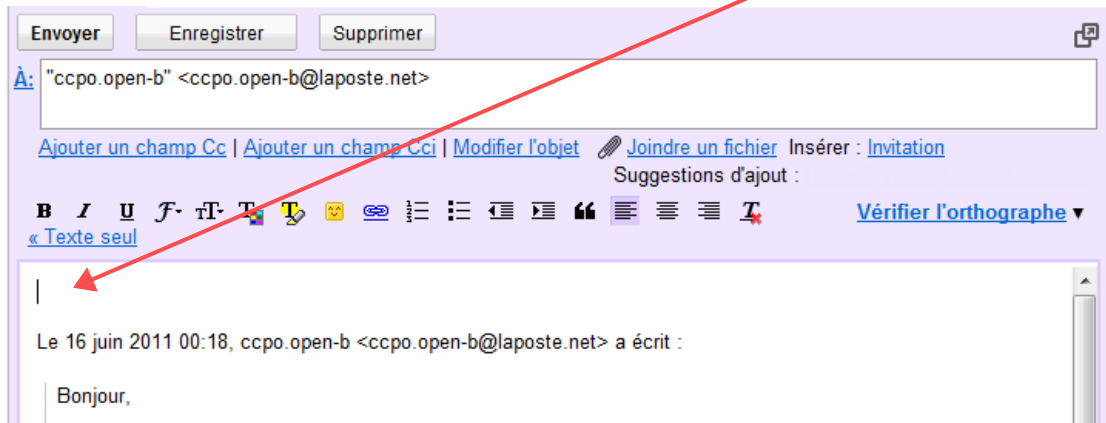 Envoyer Enregistrer Supprimer
À: "ccpo.open-b" <ccpo.open-b@laposte.net>
Ajouter un champ Cc | Ajouter un champ Cci | Modifier l'objet Joindre un fichier Insérer : Invitation
Suggestions d'ajout :
B I U F TT T T T Vérifier l'orthographe ▼
« Texte seul
Le 16 juin 2011 00:18, ccpo.open-b <ccpo.open-b@laposte.net> a écrit :
Bonjour,